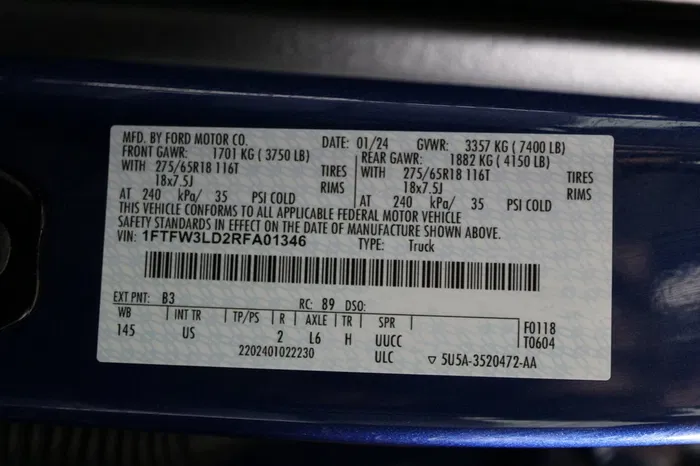 MFD. BY FORD MOTOR CO.
DATE: 01/24 GVWR: 3357 KG ( 7400 LB)
FRONT GAWR: 1701 KG ( 3750 LB) REAR GAWR: 1882 KG ( 4150 LB)
WITH 275/65R18 116T TIRES WITH 275/65R18 116T TIRES
18x7.5J RIMS 18x7.5J RIMS
AT 240 kPa/ 35 PSI COLD AT 240 kPa/ 35 PSI COLD
THIS VEHICLE CONFORMS TO ALL APPLICABLE FEDERAL MOTOR VEHICLE
SAFETY STANDARDS IN EFFECT ON THE DATE OF MANUFACTURE SHOWN ABOVE.
VIN: 1FTFW3LD2RFA01346 TYPE: Truck
EXT PNT: B3 RC: 89 DSO:
WB INT TR TP/PS R AXLE TR SPR F0118
145 US 2 L6 H UUCC T0604
2202401022230 ULC ▽ 5U5A-3520472-AA